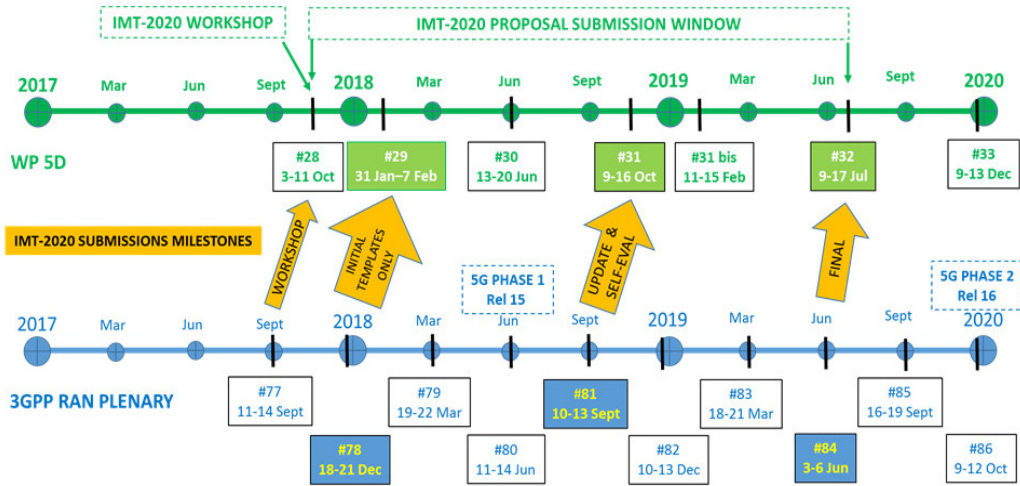 IMT-2020 WORKSHOP
IMT-2020 PROPOSAL SUBMISSION WINDOW
2017 Mar Jun Sept 2018 Mar Jun Sept 2019 Mar Jun Sept 2020
WP 5D
#28
3-11 Oct
#29
31 Jan–7 Feb
#30
13-20 Jun
#31
9-16 Oct
#31 bis
11-15 Feb
#32
9-17 Jul
#33
9-13 Dec
IMT-2020 SUBMISSIONS MILESTONES
WORKSHOP
INITIAL
TEMPLATES
ONLY
UPDATE &
SELF-EVAL
FINAL
5G PHASE 1
Rel 15
5G PHASE 2
Rel 16
2017 Mar Jun Sept 2018 Mar Jun Sept 2019 Mar Jun Sept 2020
3GPP RAN PLENARY
#77
11-14 Sept
#79
19-22 Mar
#81
10-13 Sept
#83
18-21 Mar
#85
16-19 Sept
#78
18-21 Dec
#80
11-14 Jun
#82
10-13 Dec
#84
3-6 Jun
#86
9-12 Oct